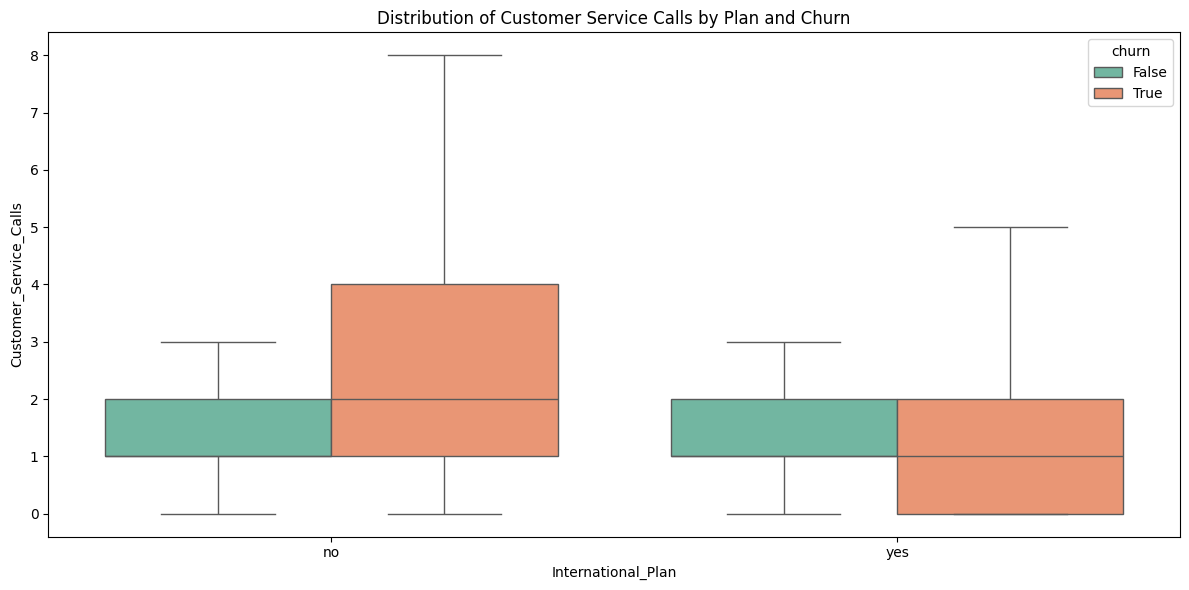 Distribution of Customer Service Calls by Plan and Churn
churn
False
True
8
7
6
5
4
3
2
1
0
Customer_Service_Calls
no
yes
International_Plan